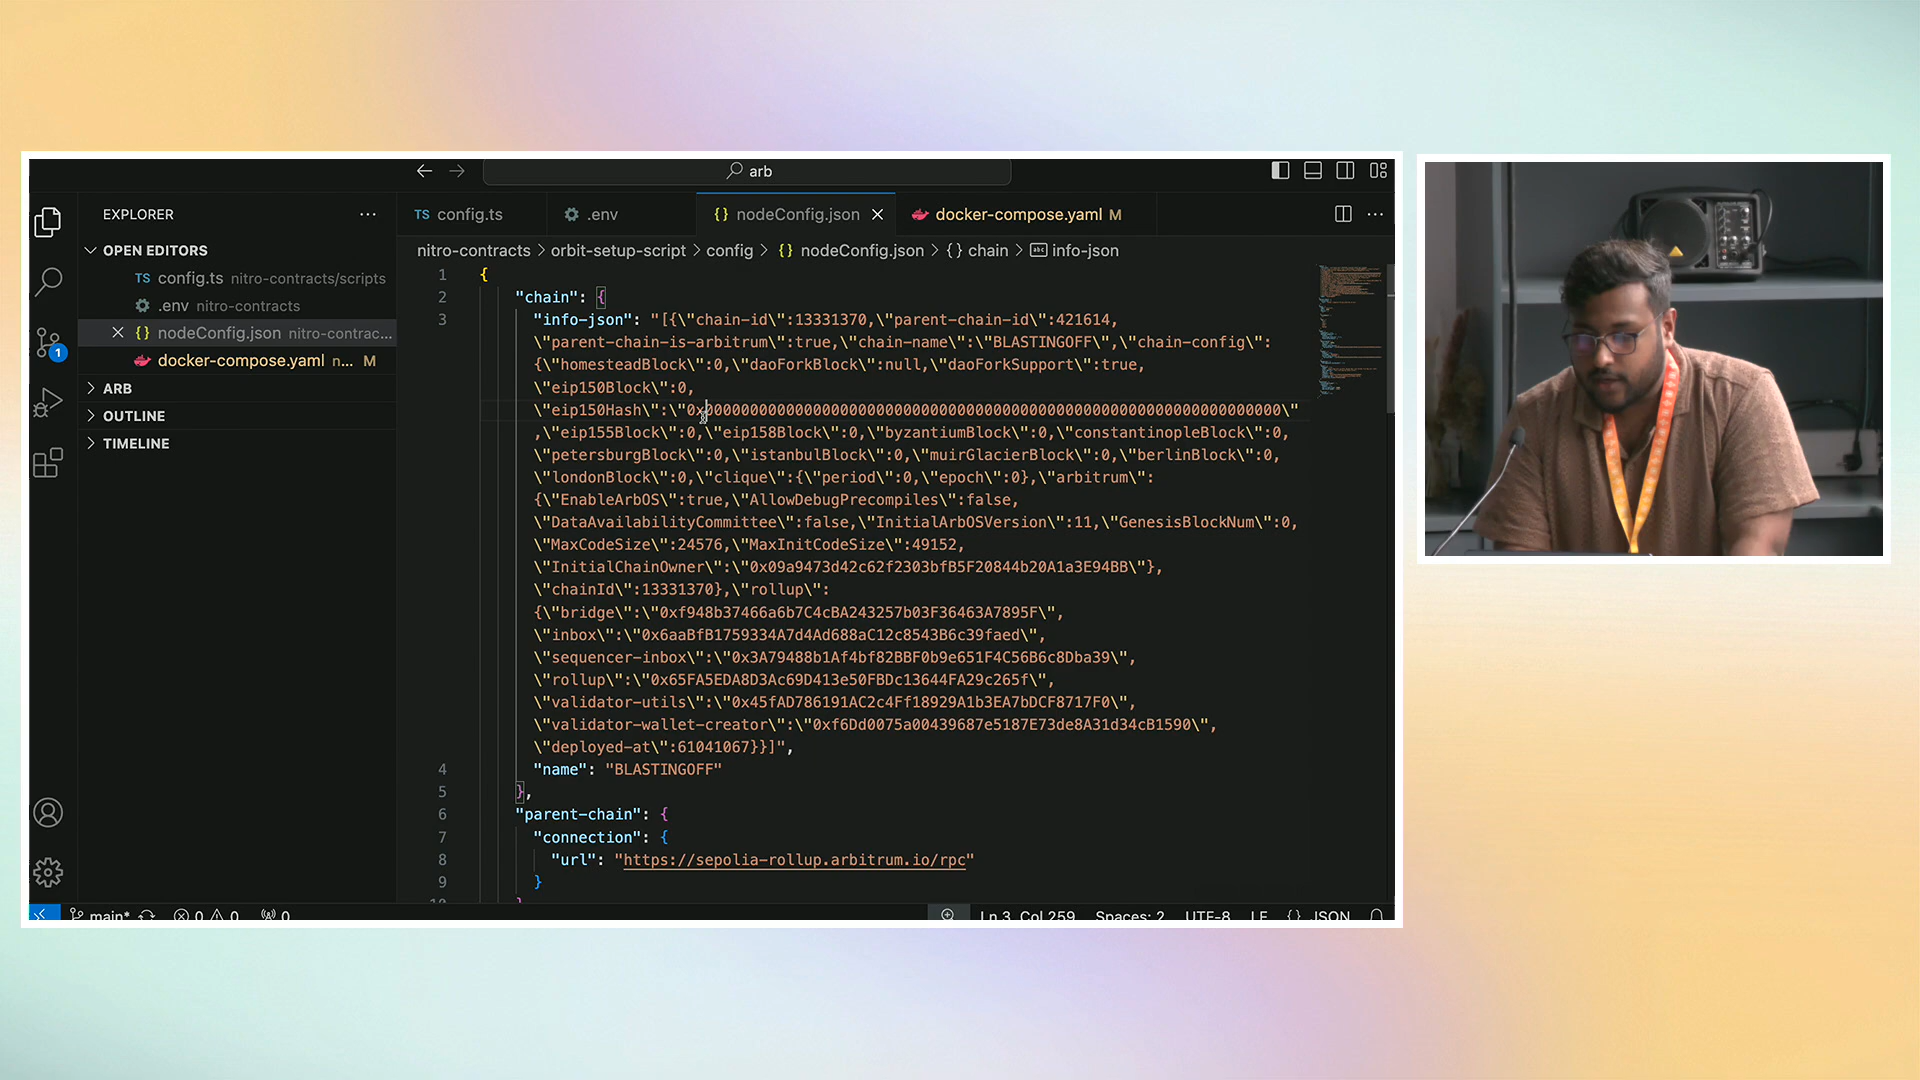 arb
EXPLORER
OPEN EDITORS
TS config.ts nitro-contracts/scripts
.env nitro-contracts
{} nodeConfig.json nitro-contrac...
docker-compose.yaml n... M
ARB
OUTLINE
TIMELINE
1
TS config.ts
.env
{} nodeConfig.json
docker-compose.yaml M
nitro-contracts > orbit-setup-script > config > {} nodeConfig.json > {} chain > abc info-json
1 {
2 "chain": {
3 "info-json": "[{\"chain-id\":13331370,\"parent-chain-id\":421614,
\"parent-chain-is-arbitrum\":true,\"chain-name\":\"BLASTINGOFF\",\"chain-config\":
{\"homesteadBlock\":0,\"daoForkBlock\":null,\"daoForkSupport\":true,
\"eip150Block\":0,
\"eip150Hash\":\"0x0000000000000000000000000000000000000000000000000000000000000000\"
,\"eip155Block\":0,\"eip158Block\":0,\"byzantiumBlock\":0,\"constantinopleBlock\":0,
\"petersburgBlock\":0,\"istanbulBlock\":0,\"muirGlacierBlock\":0,\"berlinBlock\":0,
\"londonBlock\":0,\"clique\":{\"period\":0,\"epoch\":0},\"arbitrum\":
{\"EnableArbOS\":true,\"AllowDebugPrecompiles\":false,
\"DataAvailabilityCommittee\":false,\"InitialArbOSVersion\":11,\"GenesisBlockNum\":0,
\"MaxCodeSize\":24576,\"MaxInitCodeSize\":49152,
\"InitialChainOwner\":\"0x09a9473d42c62f2303bfB5F20844b20A1a3E94BB\"},
\"chainId\":13331370},\"rollup\":
{\"bridge\":\"0xf948b37466a6b7C4cBA243257b03F36463A7895F\",
\"inbox\":\"0x6aaBfB1759334A7d4Ad688aC12c8543B6c39faed\",
\"sequencer-inbox\":\"0x3A79488b1Af4bf82BBF0b9e651F4C56B6c8Dba39\",
\"rollup\":\"0x65FA5EDA8D3Ac69D413e50FBDc13644FA29c265f\",
\"validator-utils\":\"0x45fAD786191AC2c4Ff18929A1b3EA7bDCF8717F0\",
\"validator-wallet-creator\":\"0xf6Dd0075a00439687e5187E73de8A31d34cB1590\",
\"deployed-at\":61041067}}]",
4 "name": "BLASTINGOFF"
5 },
6 "parent-chain": {
7 "connection": {
8 "url": "https://sepolia-rollup.arbitrum.io/rpc"
9 }
10 }
main* 0 0 0 Ln 3, Col 259 Spaces: 2 UTF-8 LF {} JSON